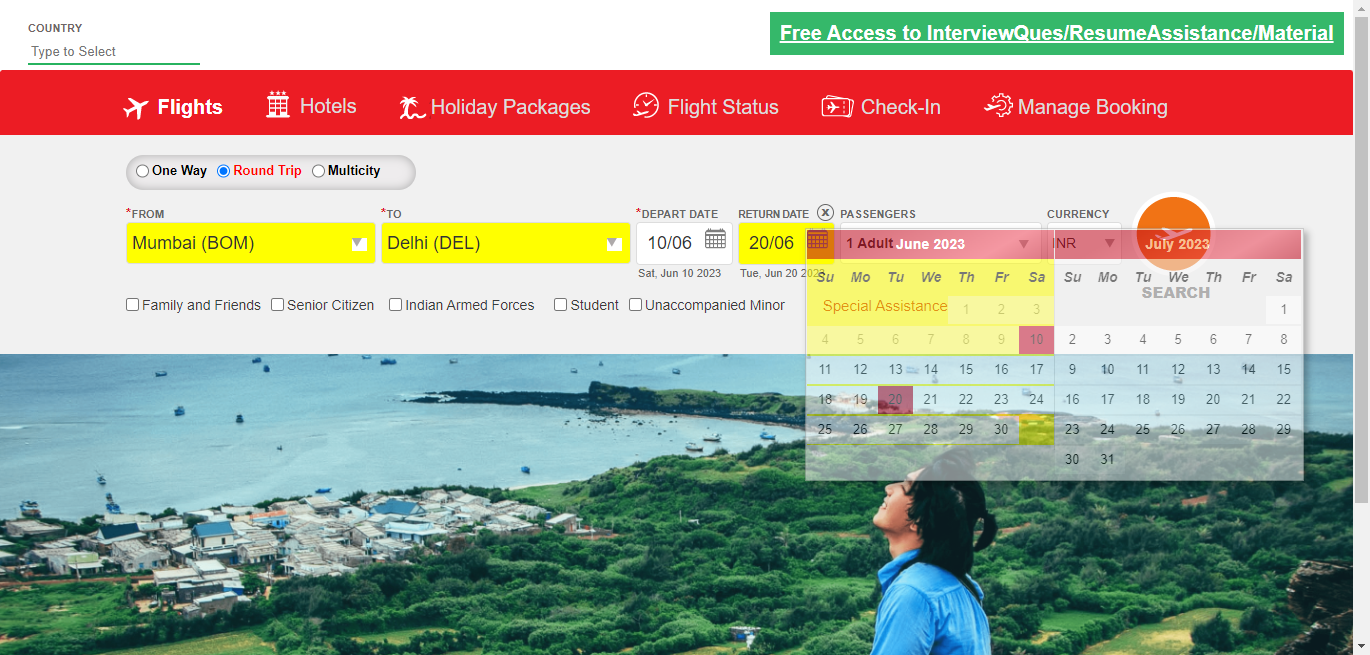 COUNTRY
Type to Select
Free Access to InterviewQues/ResumeAssistance/Material
Flights Hotels Holiday Packages Flight Status Check-In Manage Booking
One Way Round Trip Multicity
*FROM *TO *DEPART DATE RETURN DATE X PASSENGERS CURRENCY
Mumbai (BOM) Delhi (DEL) 10/06 20/06 1 Adult INR
Sat, Jun 10 2023 Tue, Jun 20 2023
Family and Friends Senior Citizen Indian Armed Forces Student Unaccompanied Minor
Special Assistance
SEARCH
June 2023
Su Mo Tu We Th Fr Sa
1 2 3
4 5 6 7 8 9 10
11 12 13 14 15 16 17
18 19 20 21 22 23 24
25 26 27 28 29 30
July 2023
Su Mo Tu We Th Fr Sa
1
2 3 4 5 6 7 8
9 10 11 12 13 14 15
16 17 18 19 20 21 22
23 24 25 26 27 28 29
30 31